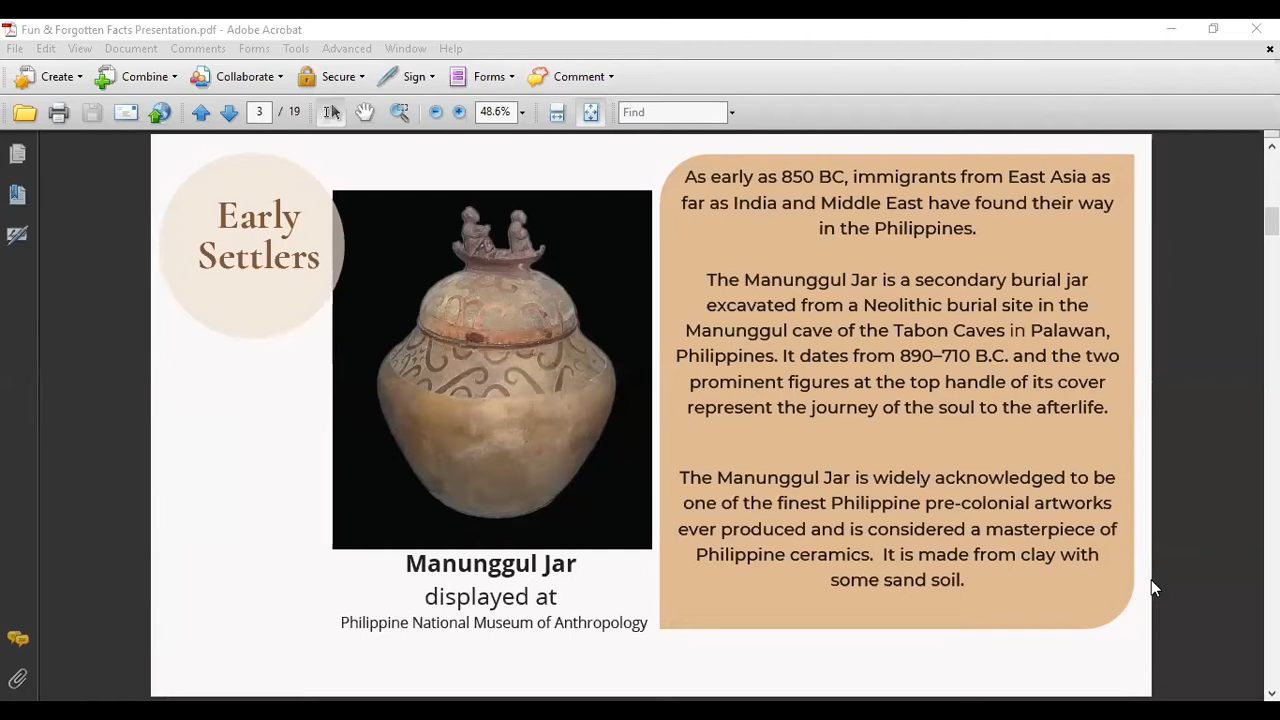 Fun & Forgotten Facts Presentation.pdf - Adobe Acrobat
File Edit View Document Comments Forms Tools Advanced Window Help
Create Combine Collaborate Secure Sign Forms Comment
3 / 19 48.6% Find
Early
Settlers
Manunggul Jar
displayed at
Philippine National Museum of Anthropology
As early as 850 BC, immigrants from East Asia as
far as India and Middle East have found their way
in the Philippines.
The Manunggul Jar is a secondary burial jar
excavated from a Neolithic burial site in the
Manunggul cave of the Tabon Caves in Palawan,
Philippines. It dates from 890–710 B.C. and the two
prominent figures at the top handle of its cover
represent the journey of the soul to the afterlife.
The Manunggul Jar is widely acknowledged to be
one of the finest Philippine pre-colonial artworks
ever produced and is considered a masterpiece of
Philippine ceramics. It is made from clay with
some sand soil.